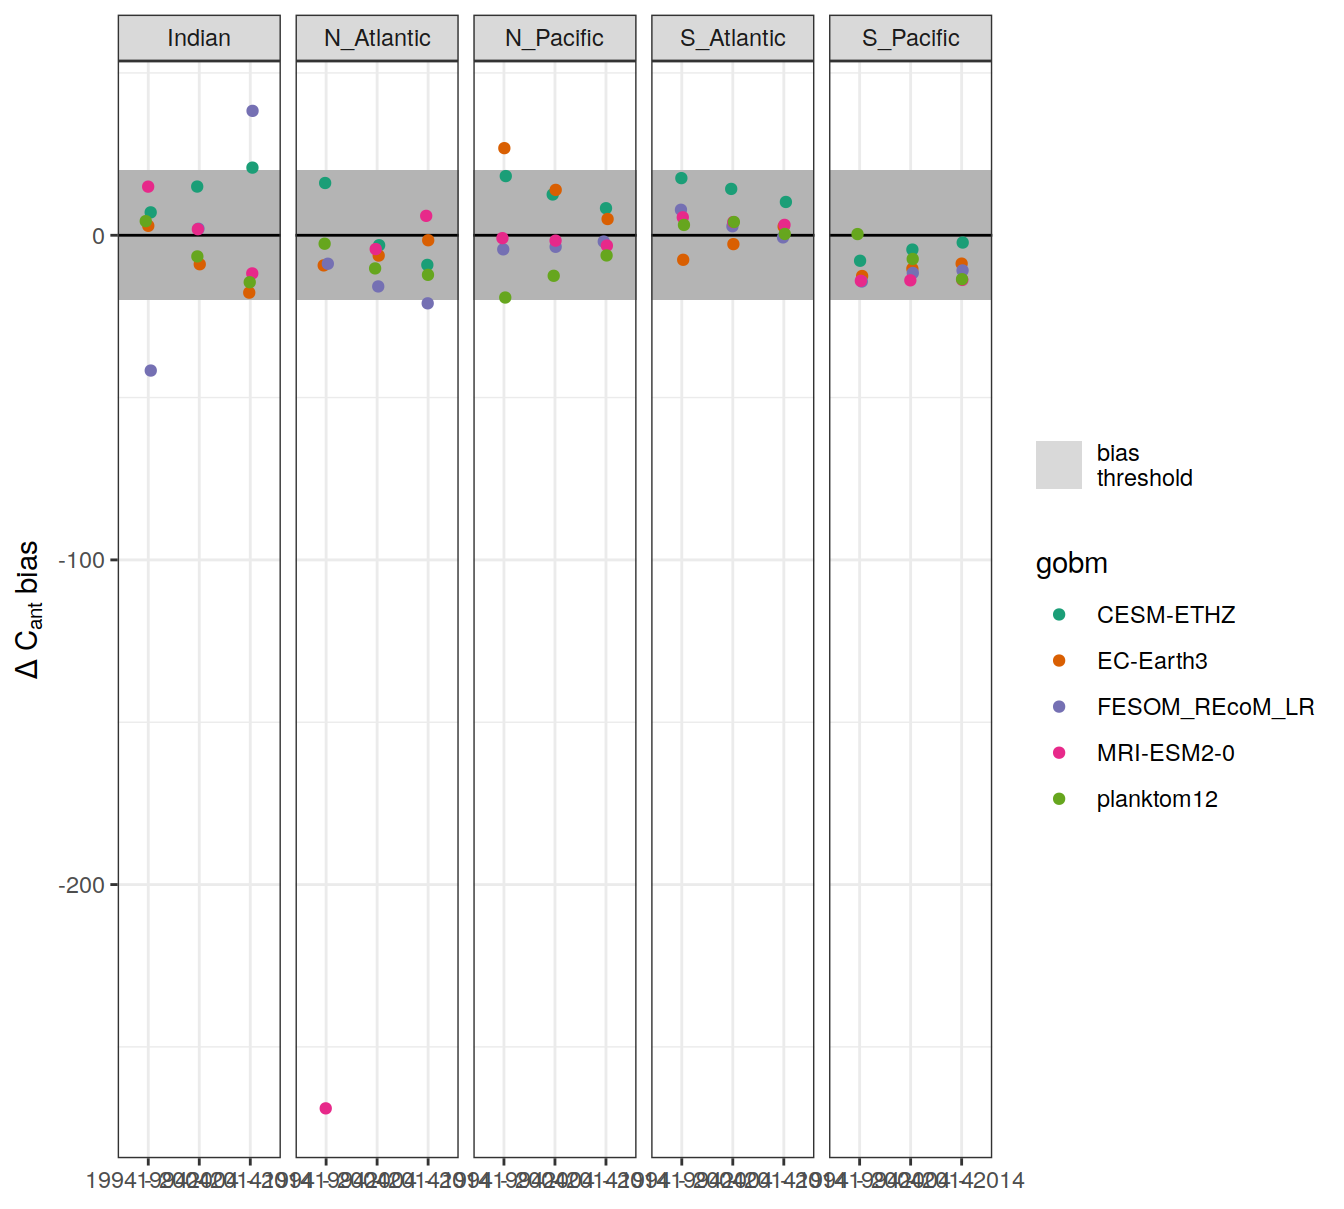 Indian
N_Atlantic
N_Pacific
S_Atlantic
S_Pacific
0
-100
-200
Δ Cant bias
bias
threshold
gobm
CESM-ETHZ
EC-Earth3
FESOM_REcoM_LR
MRI-ESM2-0
planktom12